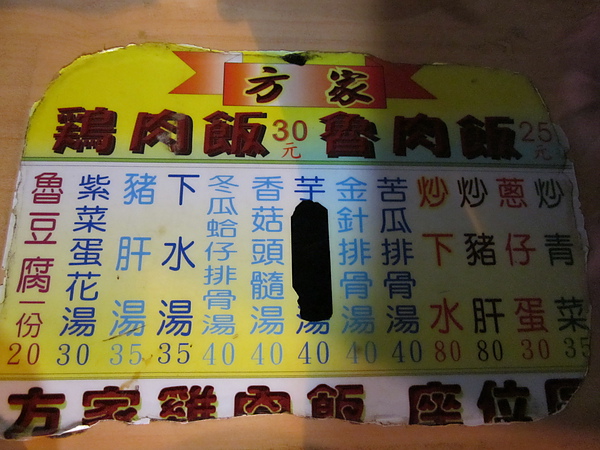 方家
鷄肉飯30元 魯肉飯25元
魯豆腐一份 20
紫菜蛋花湯 30
豬肝湯 35
下水湯 35
冬瓜蛤仔排骨湯 40
香菇頭髓湯 40
芋 湯 40
金針排骨湯 40
苦瓜排骨湯 40
炒下水 80
炒豬肝 80
蔥仔蛋 30
炒青菜 35
方家雞肉飯 座位